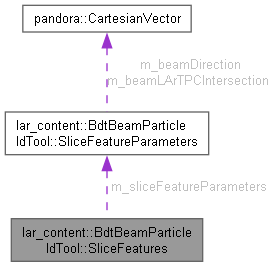 pandora::CartesianVector
m_beamDirection
m_beamLArTPCIntersection
lar_content::BdtBeamParticle
IdTool::SliceFeatureParameters
m_sliceFeatureParameters
lar_content::BdtBeamParticle
IdTool::SliceFeatures